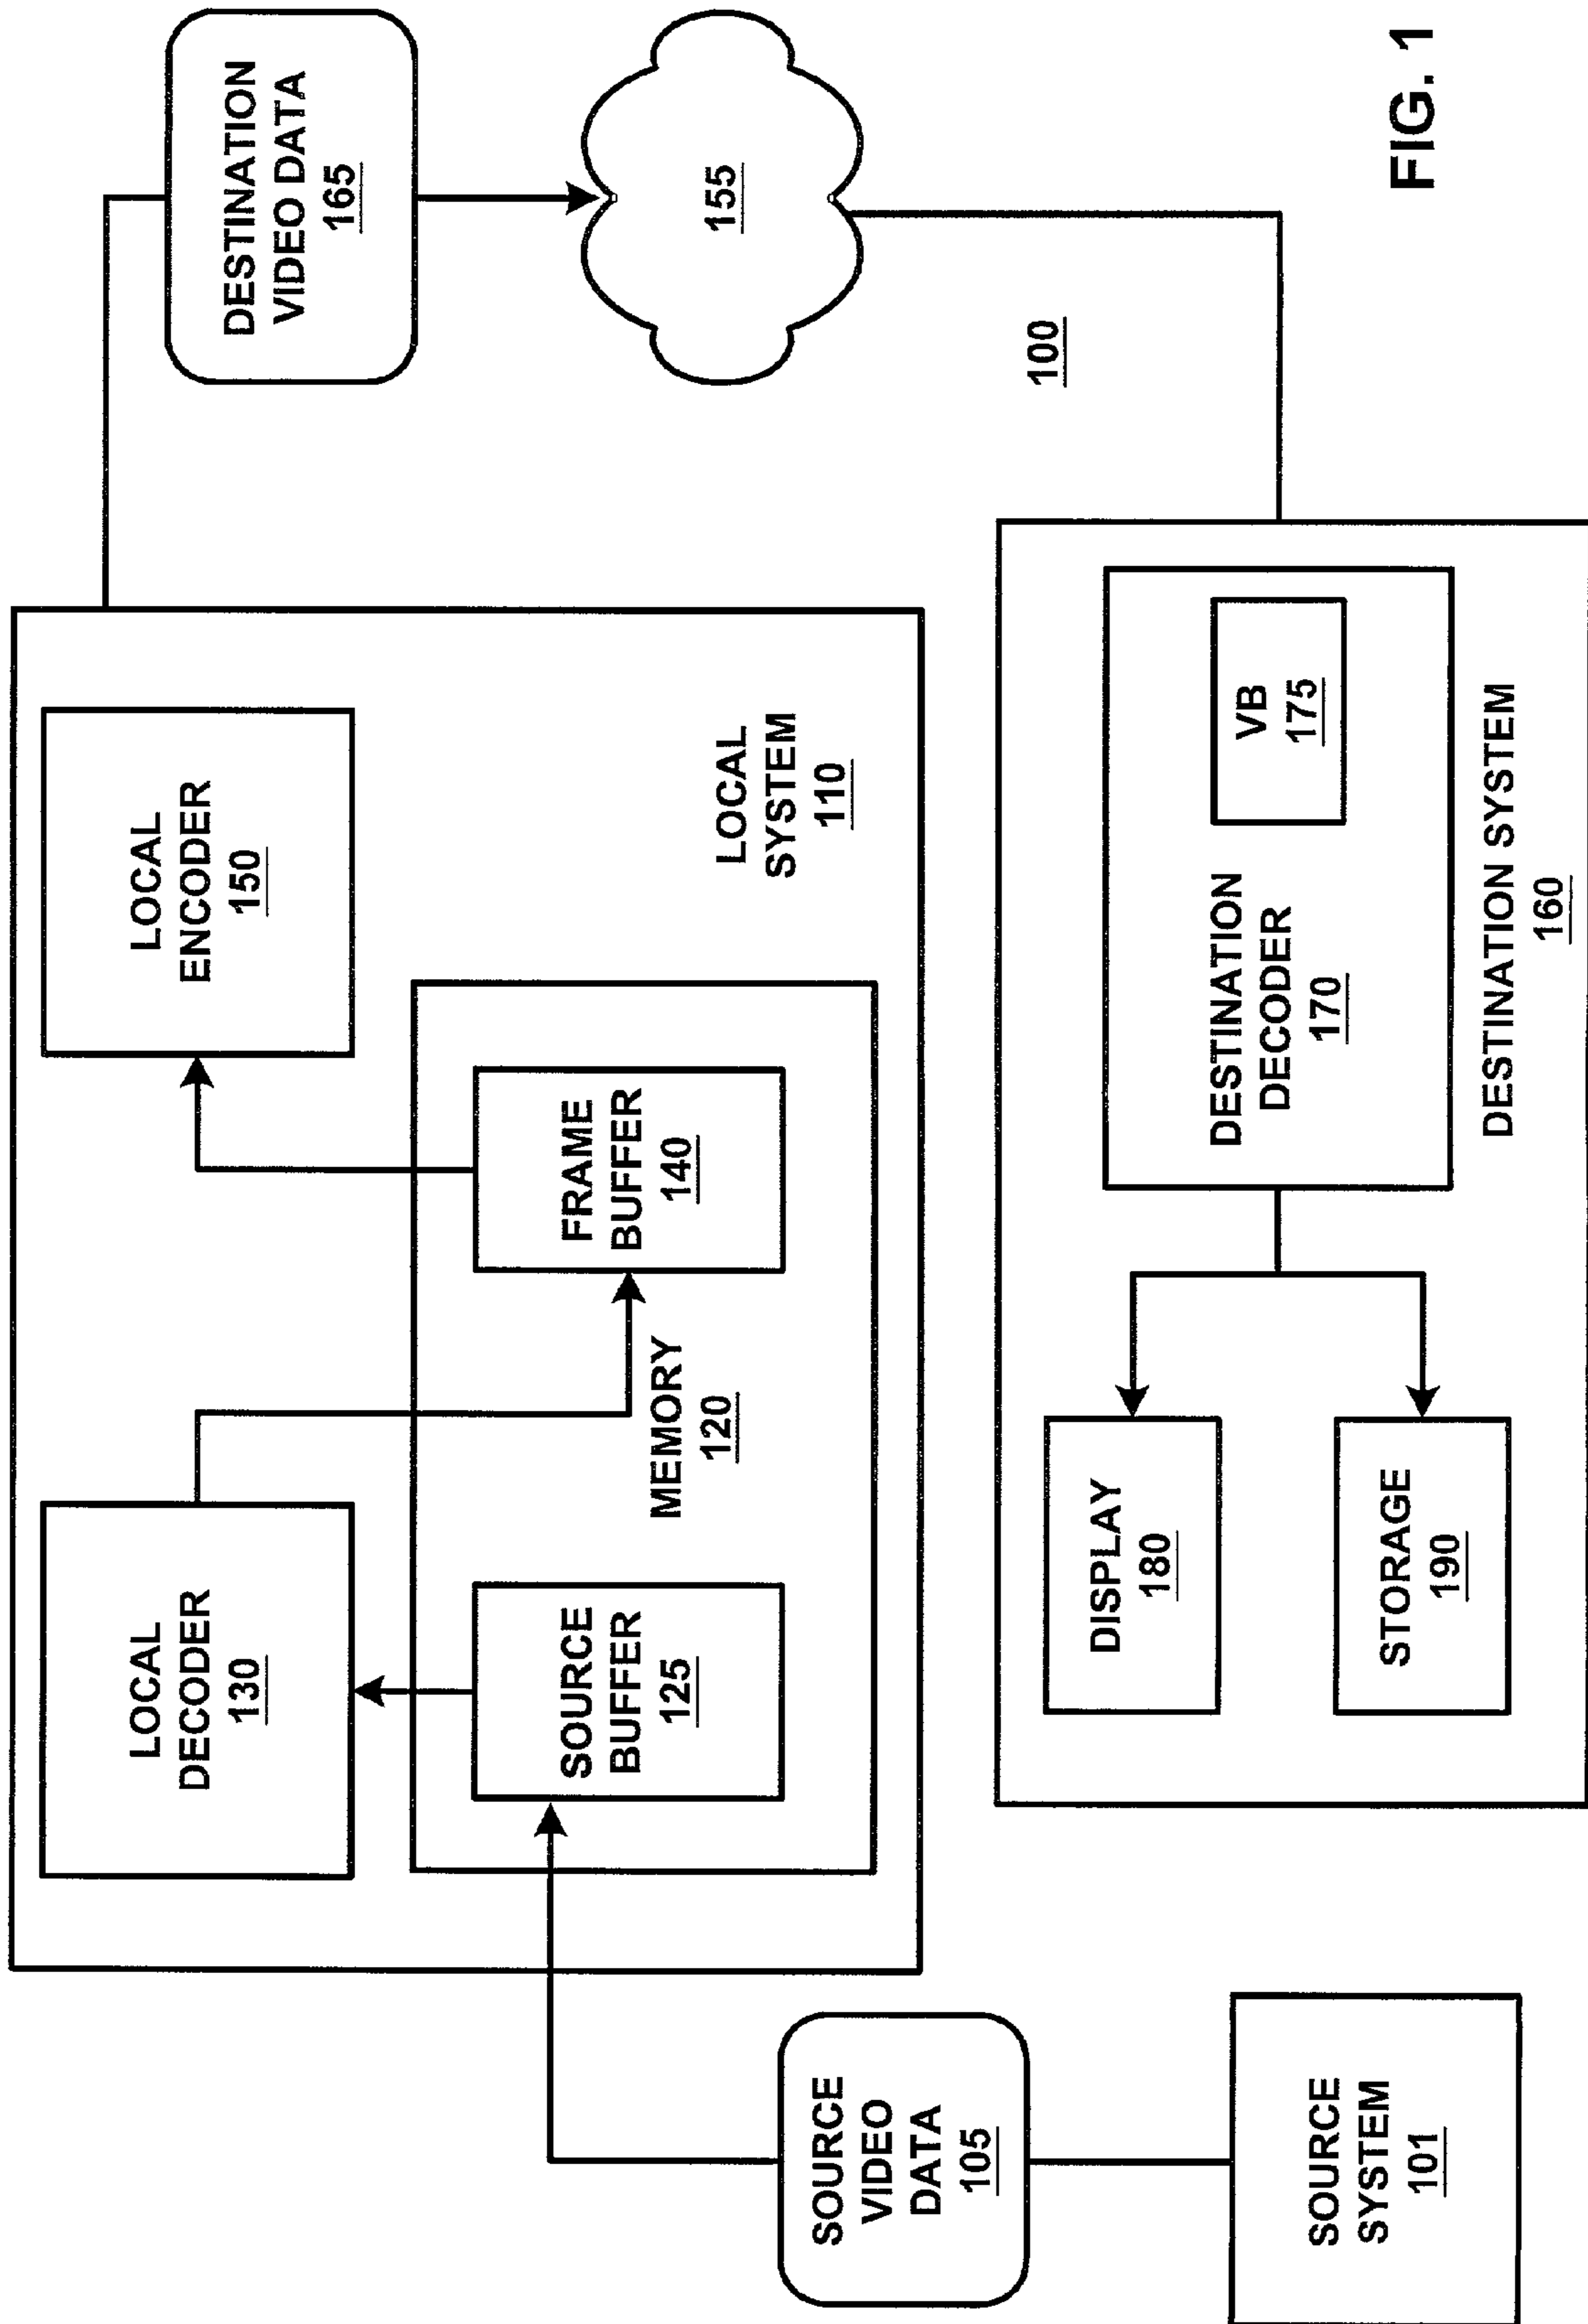 LOCAL
DECODER
130
LOCAL
ENCODER
150
SOURCE
BUFFER
125
MEMORY
120
FRAME
BUFFER
140
LOCAL
SYSTEM
110
DESTINATION
VIDEO DATA
165
155
100
SOURCE
VIDEO
DATA
105
SOURCE
SYSTEM
101
DISPLAY
180
STORAGE
190
DESTINATION
DECODER
170
VB
175
DESTINATION SYSTEM
160
FIG. 1